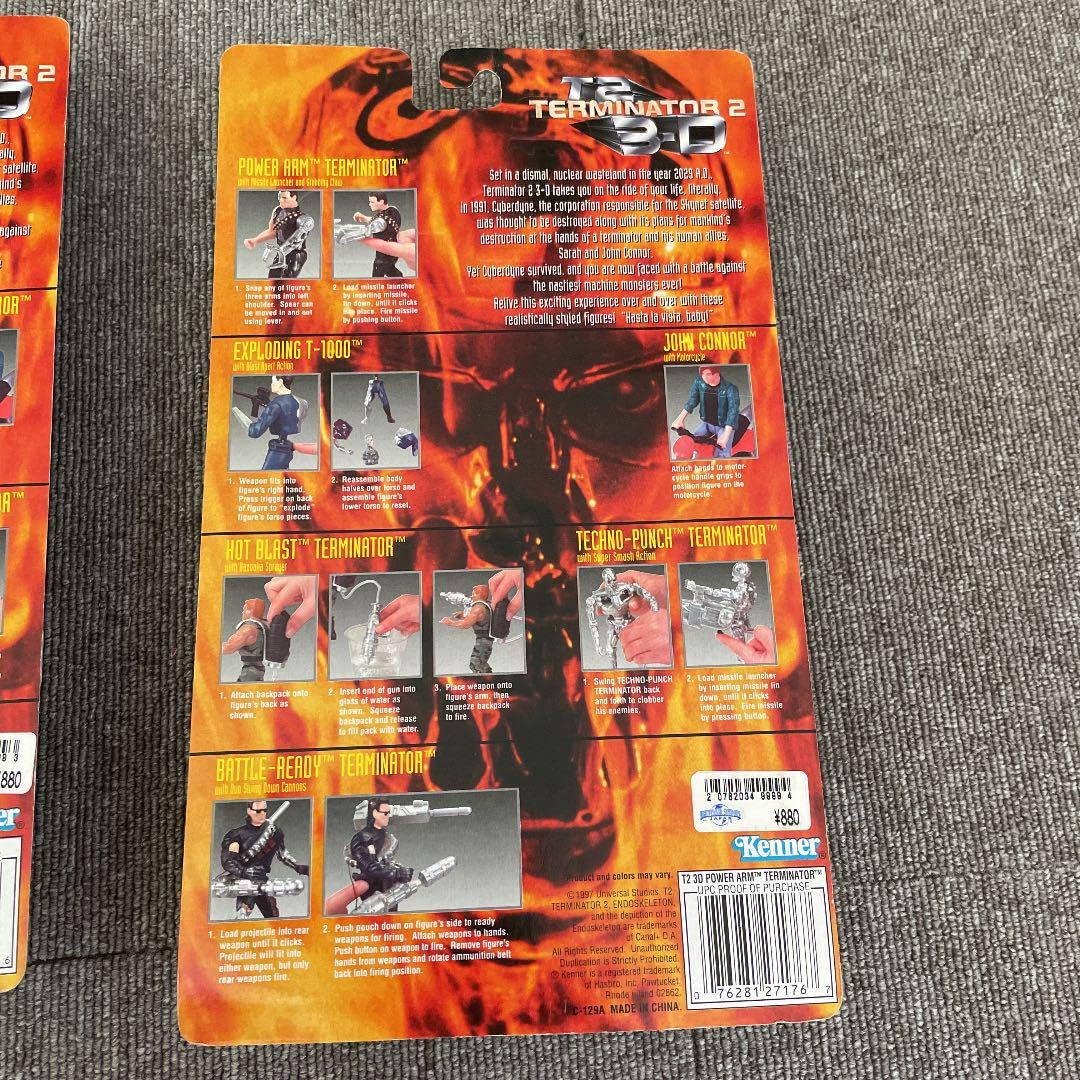 T2
TERMINATOR 2
3-D™
Set in a dismal, nuclear wasteland in the year 2029 A.D.,
Terminator 2 3-D takes you on the ride of your life, literally.
In 1991, Cyberdyne, the corporation responsible for the Skynet satellite,
was thought to be destroyed along with its plans for mankind's
destruction at the hands of a terminator and his human allies,
Sarah and John Connor.
Yet Cyberdyne survived, and you are now faced with a battle against
the nastiest machine monsters ever!
Relive this exciting experience over and over with these
realistically styled figures! "Hasta la vista, baby!"
POWER ARM™ TERMINATOR™
with Missile Launcher and Grabbing Claw
1. Snap any of figure's
three arms into left
shoulder. Spear can
be moved in and out
using lever.
2. Load missile launcher
by inserting missile,
fin down, until it clicks
into place. Fire missile
by pushing button.
EXPLODING T-1000™
with Blast Apart Action
1. Weapon fits into
figure's right hand.
Press trigger on back
of figure to "explode"
figure's torso pieces.
2. Reassemble body
halves over torso and
assemble figure's
lower torso to reset.
JOHN CONNOR™
with Motorcycle
Attach hands to motor-
cycle handle grips to
position figure on the
motorcycle.
HOT BLAST™ TERMINATOR™
with Bazooka Sprayer
1. Attach backpack onto
figure's back as
shown.
2. Insert end of gun into
glass of water as
shown. Squeeze
backpack and release
to fill pack with water.
3. Place weapon onto
figure's arm, then
squeeze backpack
to fire.
TECHNO-PUNCH™ TERMINATOR™
with Super Smash Action
1. Swing TECHNO-PUNCH
TERMINATOR back
and forth to clobber
his enemies.
2. Load missile launcher
by inserting missile fin
down, until it clicks
into place. Fire missile
by pressing button.
BATTLE-READY™ TERMINATOR™
with Duo Swing Down Cannons
1. Load projectile into rear
weapon until it clicks.
Projectile will fit into
either weapon, but only
rear weapons fire.
2. Push pouch down on figure's side to ready
weapons for firing. Attach weapons to hands.
Push button on weapon to fire. Remove figure's
hands from weapons and rotate ammunition belt
back into firing position.
2 0782034 9989 4
¥880
Kenner®
Product and colors may vary.
©1997 Universal Studios. T2,
TERMINATOR 2, ENDOSKELETON,
and the depiction of the
Endoskeleton are trademarks
of Canal+ D.A.
All Rights Reserved. Unauthorized
Duplication is Strictly Prohibited.
® Kenner is a registered trademark
of Hasbro, Inc. Pawtucket,
Rhode Island 02862.
C-129A MADE IN CHINA.
T2 3D POWER ARM™ TERMINATOR™
UPC PROOF OF PURCHASE
0 76281 27176 7
OR 2
satellite,
against
880
er
6